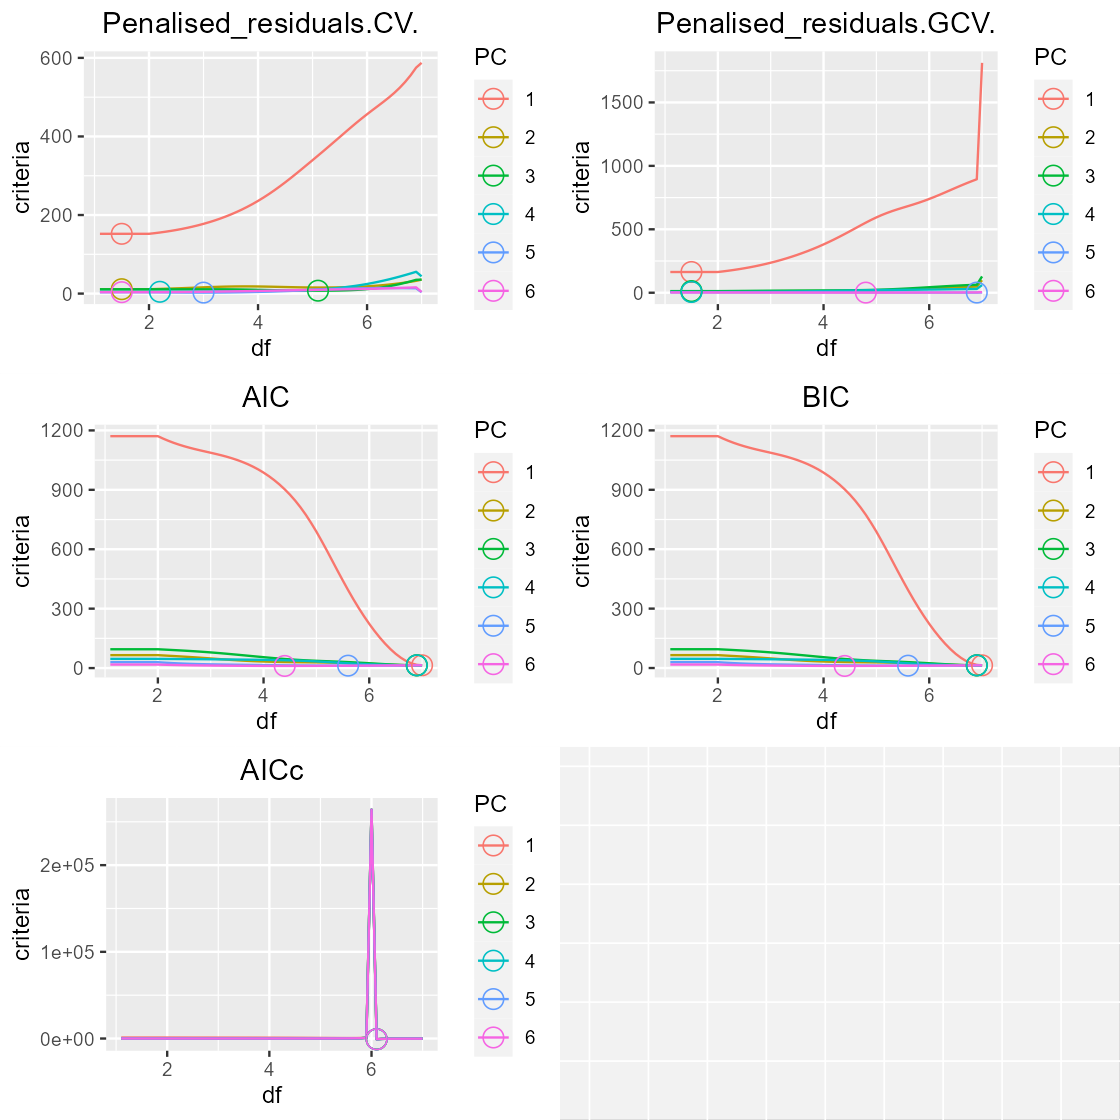 Penalised_residuals.CV.
criteria
600
400
200
0
2 4 6
df
PC
1
2
3
4
5
6
Penalised_residuals.GCV.
criteria
1500
1000
500
0
2 4 6
df
PC
1
2
3
4
5
6
AIC
criteria
1200
900
600
300
0
2 4 6
df
PC
1
2
3
4
5
6
BIC
criteria
1200
900
600
300
0
2 4 6
df
PC
1
2
3
4
5
6
AICc
criteria
2e+05
1e+05
0e+00
2 4 6
df
PC
1
2
3
4
5
6